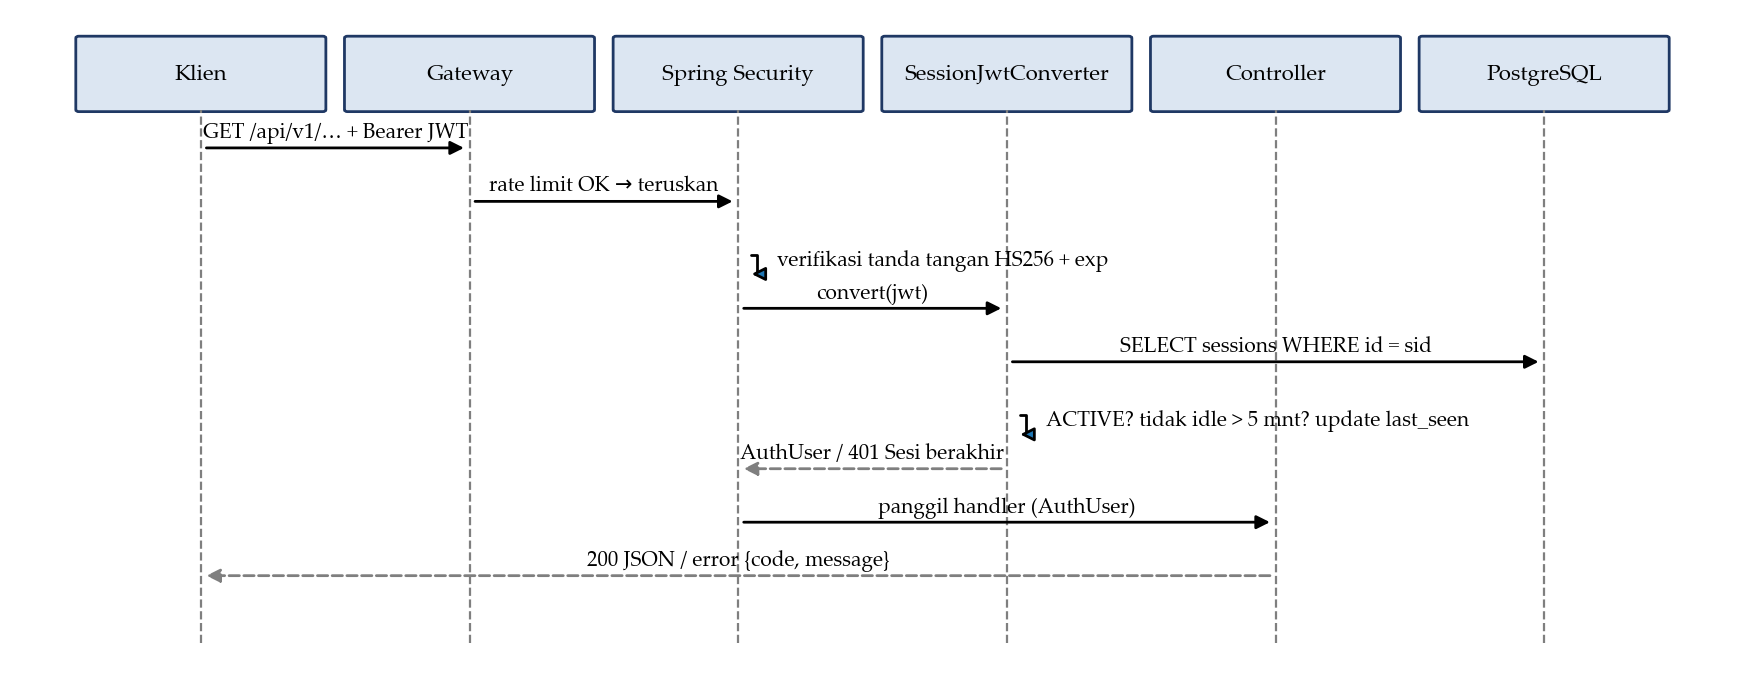 Klien
Gateway
Spring Security
SessionJwtConverter
Controller
PostgreSQL
GET /api/v1/… + Bearer JWT
rate limit OK → teruskan
verifikasi tanda tangan HS256 + exp
convert(jwt)
SELECT sessions WHERE id = sid
ACTIVE? tidak idle > 5 mnt? update last_seen
AuthUser / 401 Sesi berakhir
panggil handler (AuthUser)
200 JSON / error {code, message}